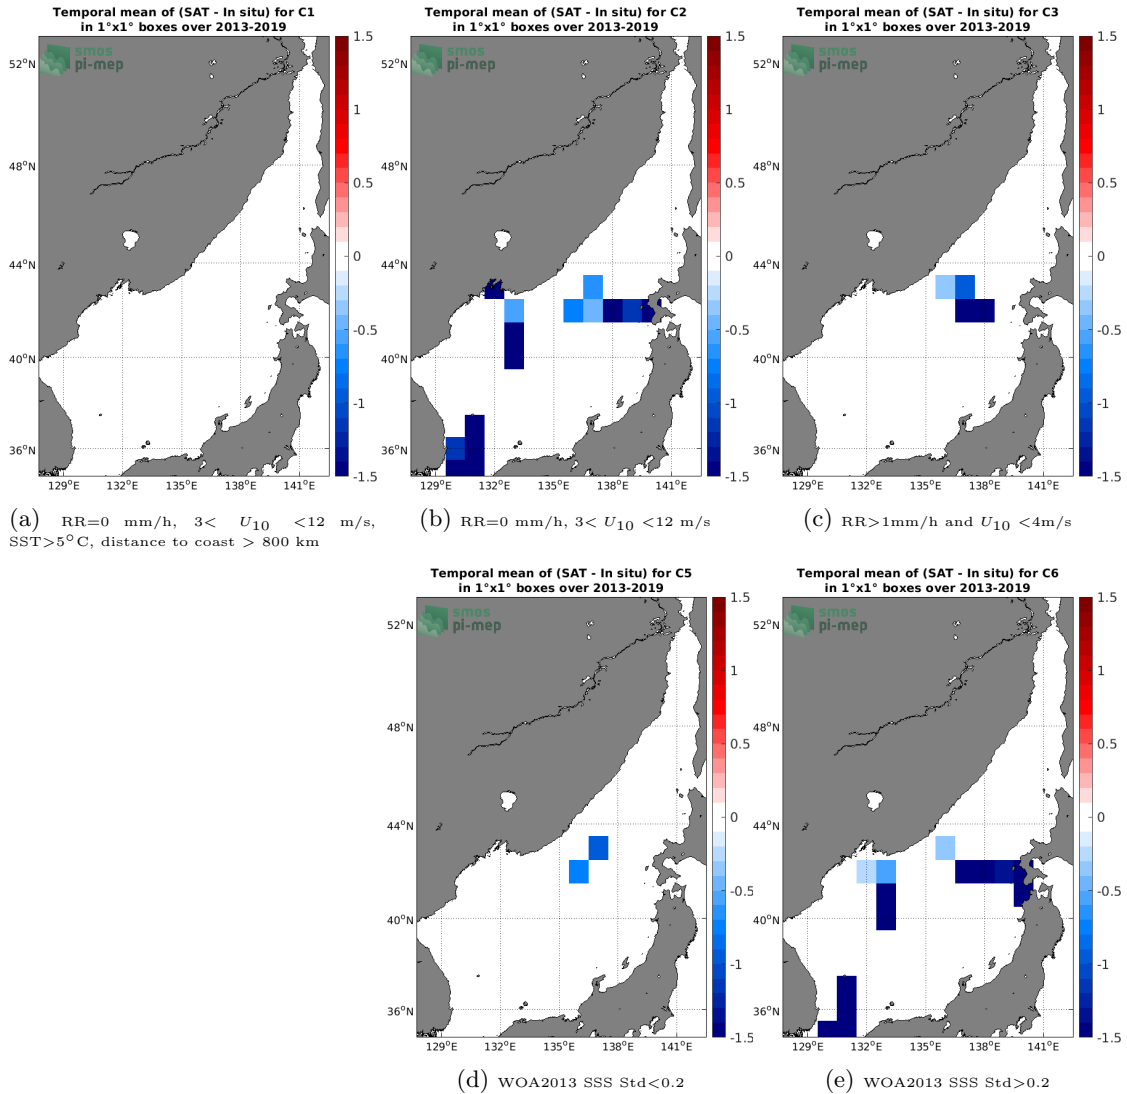 Temporal mean of (SAT - In situ) for C1
in 1°x1° boxes over 2013-2019
smos
pi-mep
52°N
48°N
44°N
40°N
36°N
129°E 132°E 135°E 138°E 141°E
1.5
1
0.5
0
-0.5
-1
-1.5
(a) RR=0 mm/h, 3< U10 <12 m/s,
SST>5°C, distance to coast > 800 km
Temporal mean of (SAT - In situ) for C2
in 1°x1° boxes over 2013-2019
smos
pi-mep
52°N
48°N
44°N
40°N
36°N
129°E 132°E 135°E 138°E 141°E
1.5
1
0.5
0
-0.5
-1
-1.5
(b) RR=0 mm/h, 3< U10 <12 m/s
Temporal mean of (SAT - In situ) for C3
in 1°x1° boxes over 2013-2019
smos
pi-mep
52°N
48°N
44°N
40°N
36°N
129°E 132°E 135°E 138°E 141°E
1.5
1
0.5
0
-0.5
-1
-1.5
(c) RR>1mm/h and U10 <4m/s
Temporal mean of (SAT - In situ) for C5
in 1°x1° boxes over 2013-2019
smos
pi-mep
52°N
48°N
44°N
40°N
36°N
129°E 132°E 135°E 138°E 141°E
1.5
1
0.5
0
-0.5
-1
-1.5
(d) WOA2013 SSS Std<0.2
Temporal mean of (SAT - In situ) for C6
in 1°x1° boxes over 2013-2019
smos
pi-mep
52°N
48°N
44°N
40°N
36°N
129°E 132°E 135°E 138°E 141°E
1.5
1
0.5
0
-0.5
-1
-1.5
(e) WOA2013 SSS Std>0.2